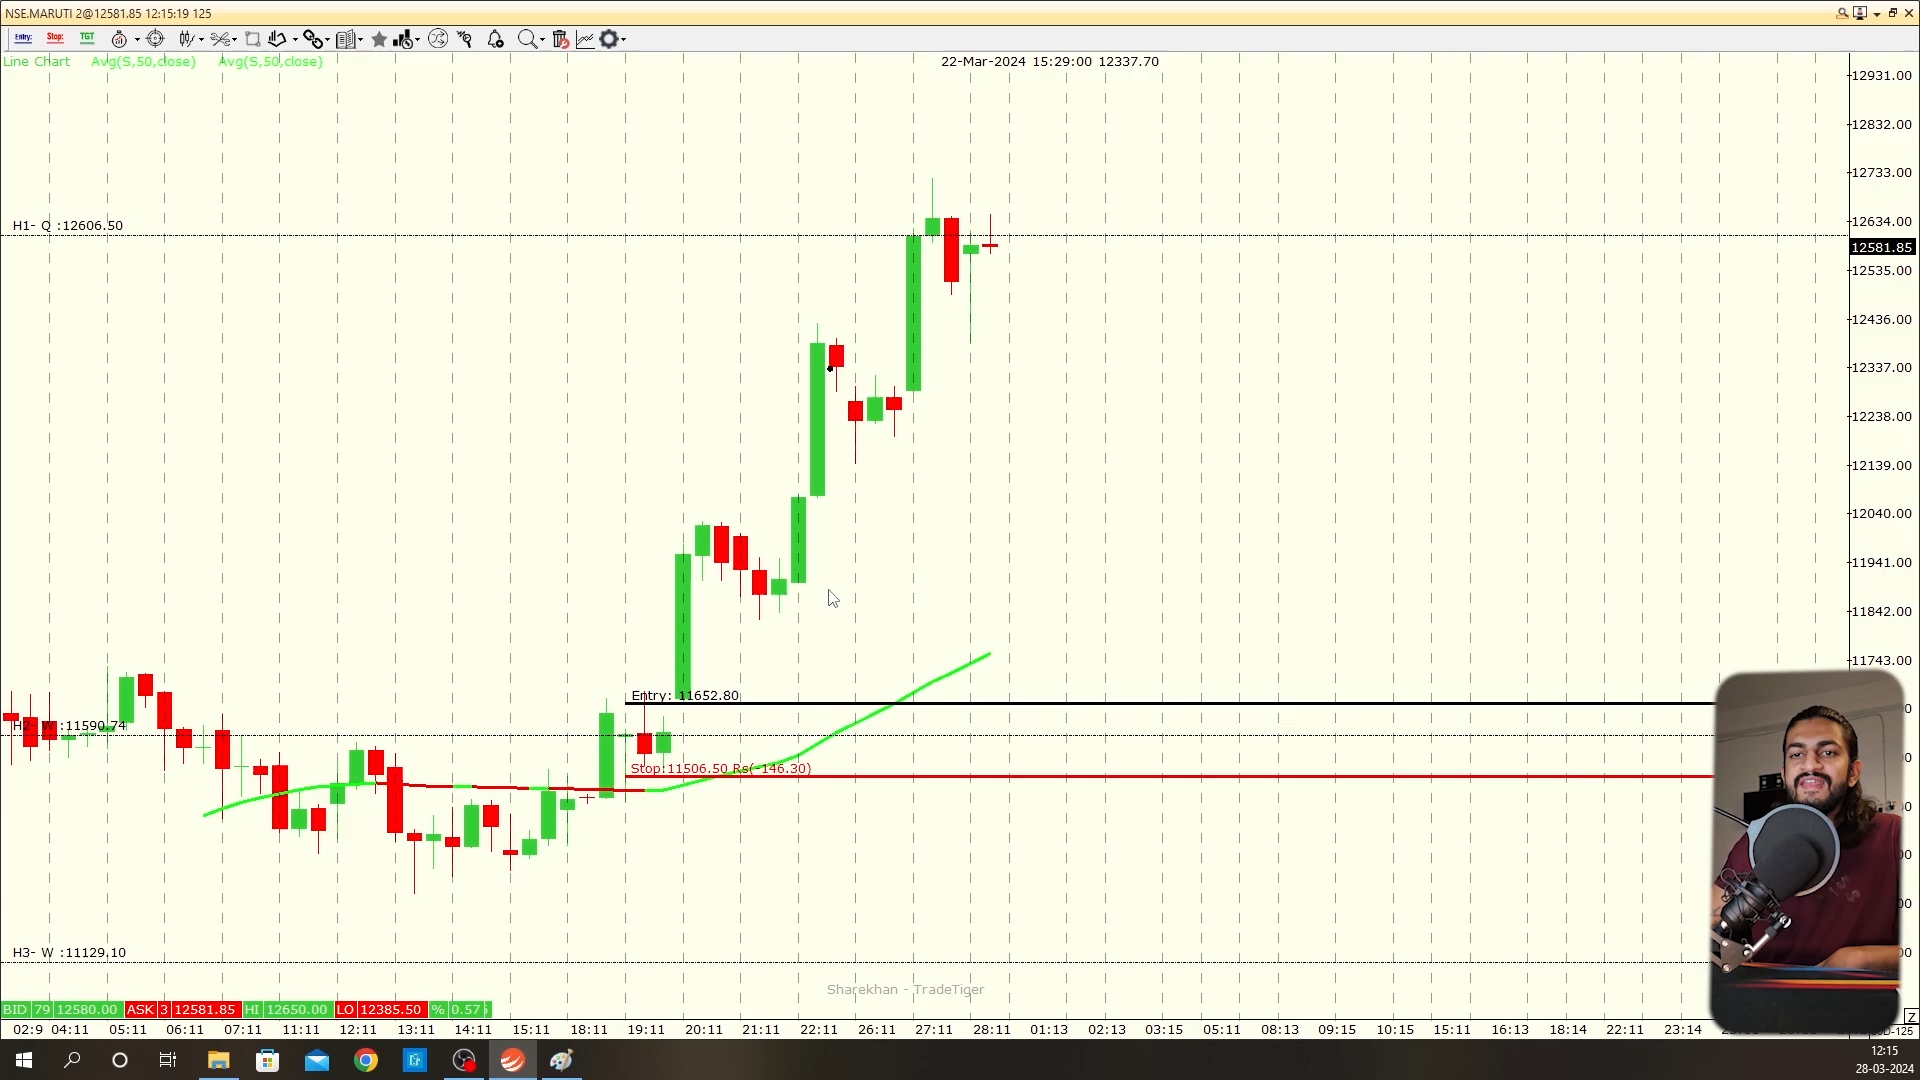 NSE.MARUTI 2@12581.85 12:15:19 125
Entry: Stop: TGT
Line Chart Avg(S,50,close) Avg(S,50,close) 22-Mar-2024 15:29:00 12337.70
12931.00
12832.00
12733.00
H1- Q :12606.50
12634.00
12581.85
12535.00
12436.00
12337.00
12238.00
12139.00
12040.00
11941.00
11842.00
11743.00
Entry: 11652.80
H2- W :11590.74
Stop:11506.50 Rs(-146.30)
H3- W :11129.10
Sharekhan - TradeTiger
BID 79 12580.00 ASK 3 12581.85 HI 12650.00 LO 12385.50 % 0.57
Z
02:9 04:11 05:11 06:11 07:11 11:11 12:11 13:11 14:11 15:11 18:11 19:11 20:11 21:11 22:11 26:11 27:11 28:11 01:13 02:13 03:15 05:11 08:13 09:15 10:15 15:11 16:13 18:14 22:11 23:14
12:15
28-03-2024